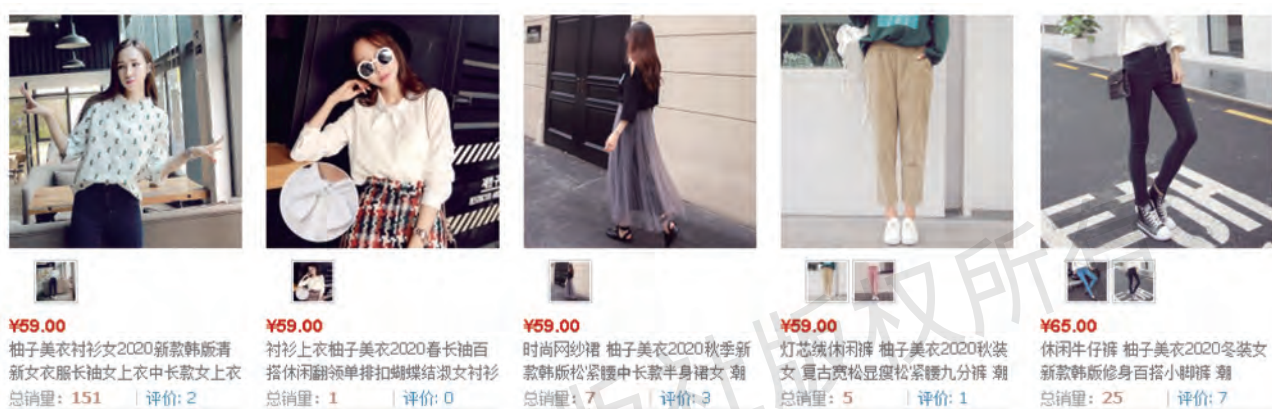 ¥59.00
柚子美衣衬衫女2020新款韩版清
新女衣服长袖女上衣中长款女上衣
总销量：151 | 评价: 2
¥59.00
衬衫上衣柚子美衣2020春长袖百
搭休闲翻领单排扣蝴蝶结淑女衬衫
总销量：1 | 评价: 0
¥59.00
时尚网纱裙 柚子美衣2020秋季新
款韩版松紧腰中长款半身裙女 潮
总销量：7 | 评价: 3
¥59.00
灯芯绒休闲裤 柚子美衣2020秋装
女 复古宽松显瘦松紧腰九分裤 潮
总销量：5 | 评价: 1
¥65.00
休闲牛仔裤 柚子美衣2020冬装女
新款韩版修身百搭小脚裤 潮
总销量：25 | 评价: 7
版权所